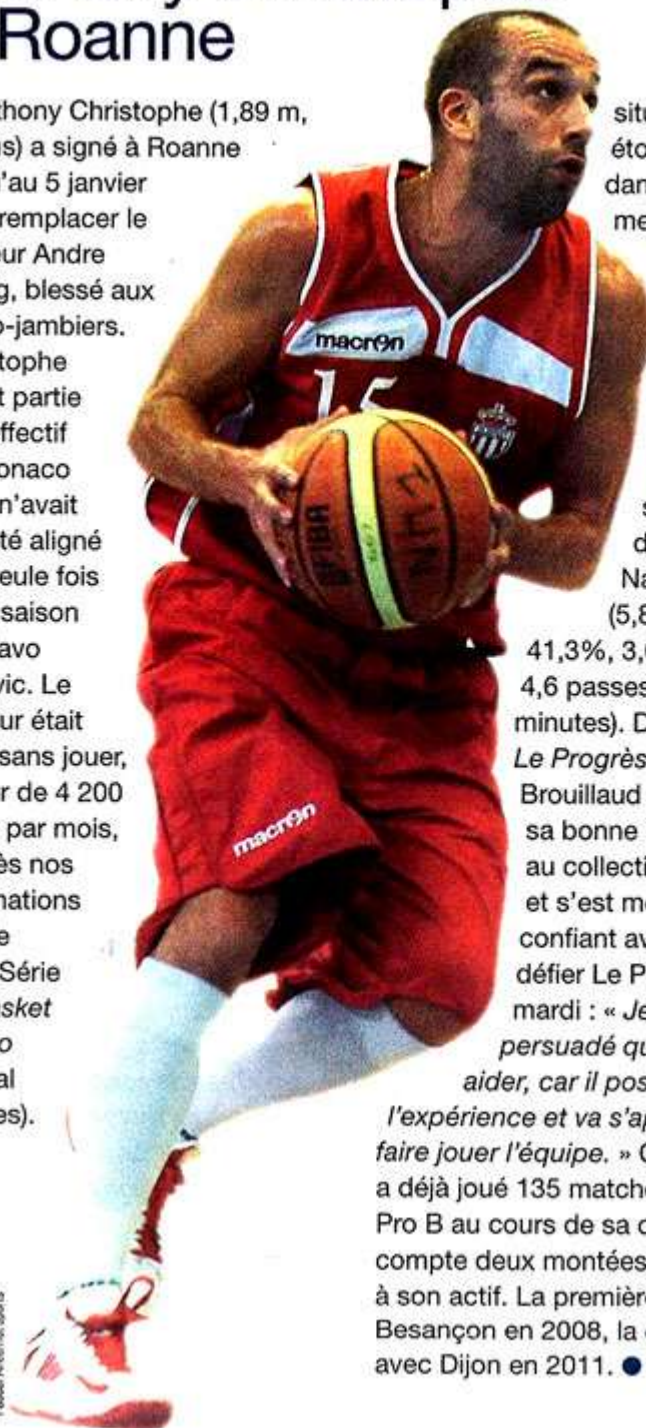 Roanne
thony Christophe (1,89 m,
s) a signé à Roanne
'au 5 janvier
remplacer le
ur Andre
g, blessé aux
o-jambiers.
tophe
t partie
ffectif
onaco
n'avait
té aligné
eule fois
saison
avo
vic. Le
ur était
sans jouer,
r de 4 200
par mois,
ès nos
nations
e
Série
sket
o
al
es).
situ
éto
dan
me
s
d
Na
(5,8
41,3%, 3,
4,6 passes
minutes). D
Le Progrès
Brouillaud
sa bonne
au collecti
et s'est m
confiant av
défier Le P
mardi : « Je
persuadé qu
aider, car il pos
l'expérience et va s'ap
faire jouer l'équipe. » C
a déjà joué 135 matche
Pro B au cours de sa c
compte deux montées
à son actif. La première
Besançon en 2008, la
avec Dijon en 2011.
macron
15
FIBA
macron